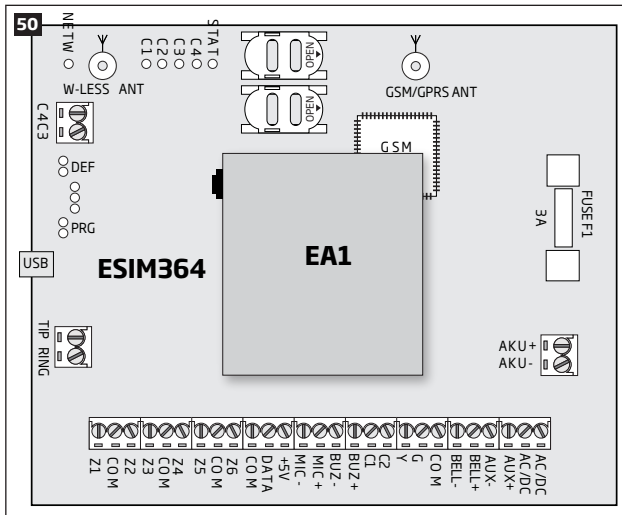 50
NETW
C1
C2
C3
C4
STAT
W-LESS ANT
OPEN
OPEN
GSM/GPRS ANT
C4C3
GSM
DEF
PRG
FUSE F1
3A
USB
ESIM364
EA1
TIP RING
AKU+
AKU-
Z1
COM
Z2
Z3
COM
Z4
Z5
COM
Z6
COM
DATA
+5V
MIC-
MIC+
BUZ-
BUZ+
C1
C2
Y
G
COM
BELL-
BELL+
AUX-
AUX+
AC/DC
AC/DC